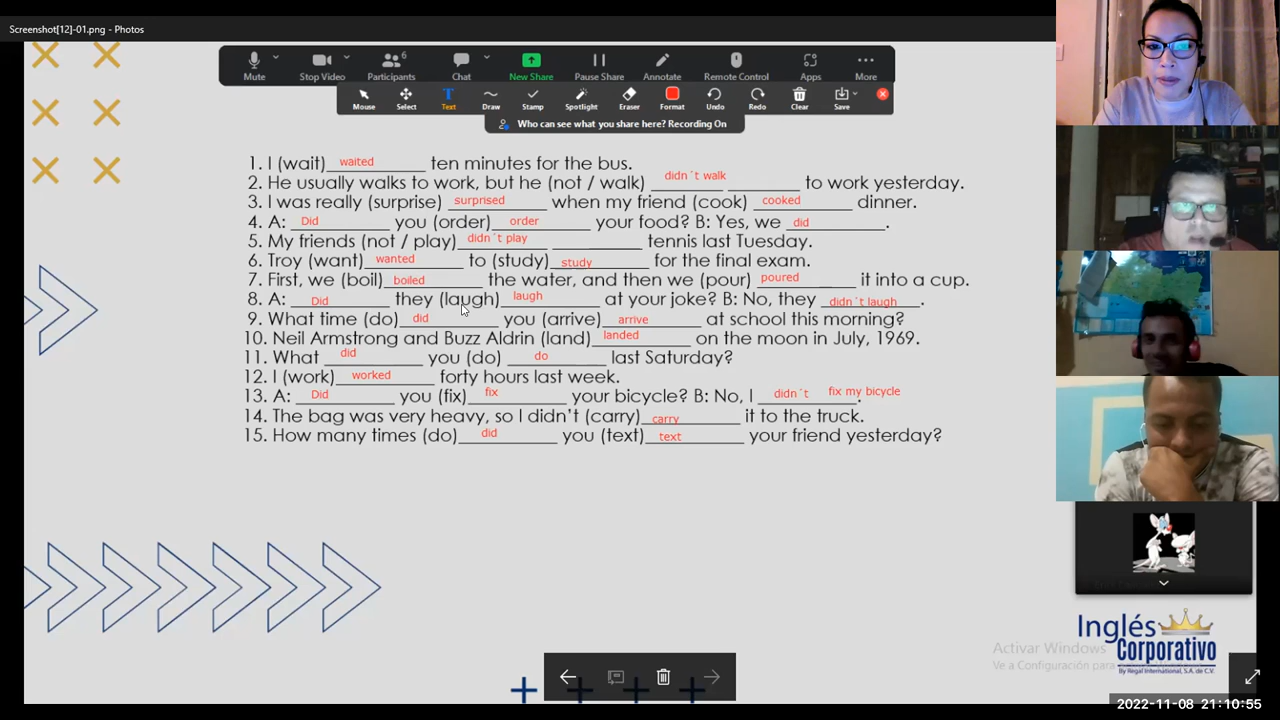 Screenshot[12]-01.png - Photos
6
Mute Stop Video Participants Chat New Share Pause Share Annotate Remote Control Apps More
Mouse Select Text Draw Stamp Spotlight Eraser Format Undo Redo Clear Save
Who can see what you share here? Recording On
1. I (wait) waited ten minutes for the bus.
2. He usually walks to work, but he (not / walk) didn´t walk to work yesterday.
3. I was really (surprise) surprised when my friend (cook) cooked dinner.
4. A: Did you (order) order your food? B: Yes, we did.
5. My friends (not / play) didn´t play tennis last Tuesday.
6. Troy (want) wanted to (study) study for the final exam.
7. First, we (boil) boiled the water, and then we (pour) poured it into a cup.
8. A: Did they (laugh) laugh at your joke? B: No, they didn´t laugh.
9. What time (do) did you (arrive) arrive at school this morning?
10. Neil Armstrong and Buzz Aldrin (land) landed on the moon in July, 1969.
11. What did you (do) do last Saturday?
12. I (work) worked forty hours last week.
13. A: Did you (fix) fix your bicycle? B: No, I didn´t fix my bicycle.
14. The bag was very heavy, so I didn't (carry) carry it to the truck.
15. How many times (do) did you (text) text your friend yesterday?
Inglés
Corporativo
By Regal International, S.A. de C.V.
Activar Windows
Ve a Configuración para
2022-11-08 21:10:55